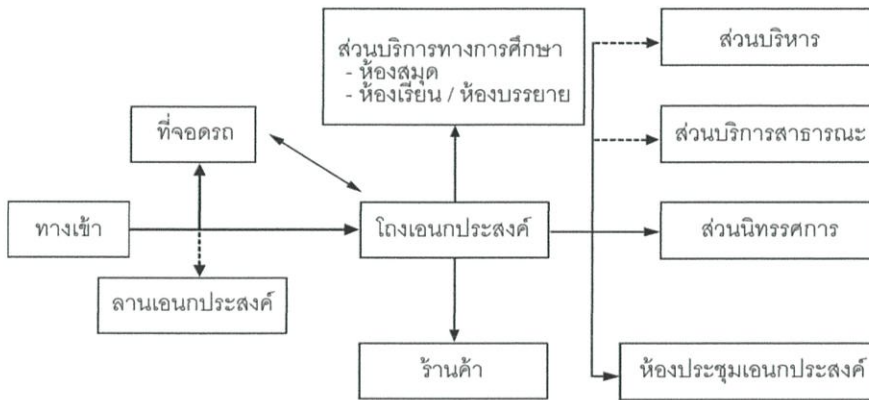 ส่วนบริการทางการศึกษา
- ห้องสมุด
- ห้องเรียน / ห้องบรรยาย
ส่วนบริหาร
ที่จอดรถ
ส่วนบริการสาธารณะ
ทางเข้า
โถงเอนกประสงค์
ส่วนนิทรรศการ
ลานเอนกประสงค์
ร้านค้า
ห้องประชุมเอนกประสงค์